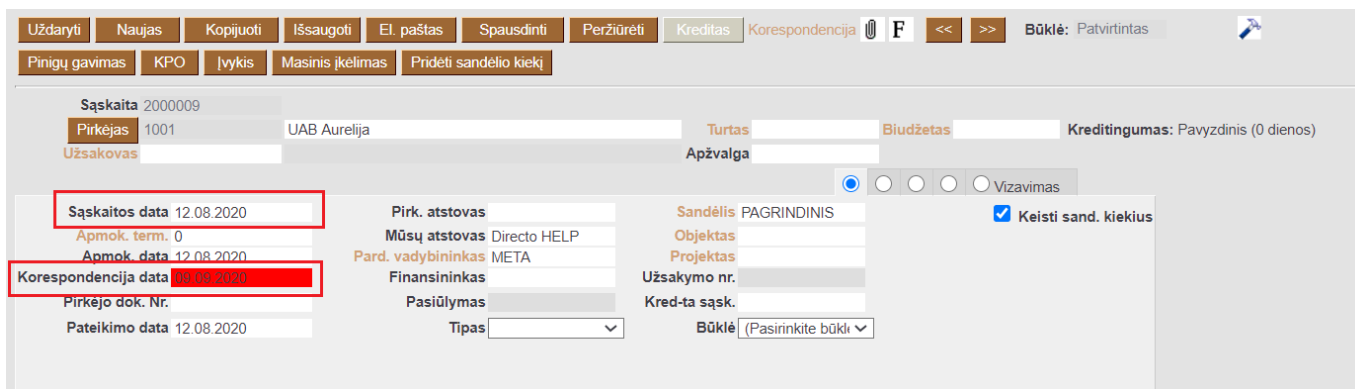 Uždaryti Naujas Kopijuoti Išsaugoti El. paštas Spausdinti Peržiūrėti Kreditas Korespondencija F << >> Būklė: Patvirtintas
Pinigų gavimas KPO Įvykis Masinis įkėlimas Pridėti sandėlio kiekį
Sąskaita 2000009
Pirkėjas 1001 UAB Aurelija Turtas Biudžetas Kreditingumas: Pavyzdinis (0 dienos)
Užsakovas Apžvalga
Vizavimas
Sąskaitos data 12.08.2020 Pirk. atstovas Sandėlis PAGRINDINIS Keisti sand. kiekius
Apmok. term. 0 Mūsų atstovas Directo HELP Objektas
Apmok. data 12.08.2020 Pard. vadybininkas META Projektas
Korespondencija data 09.09.2020 Finansininkas Užsakymo nr.
Pirkėjo dok. Nr. Pasiūlymas Kred-ta sąsk.
Pateikimo data 12.08.2020 Tipas Būklė (Pasirinkite būkle